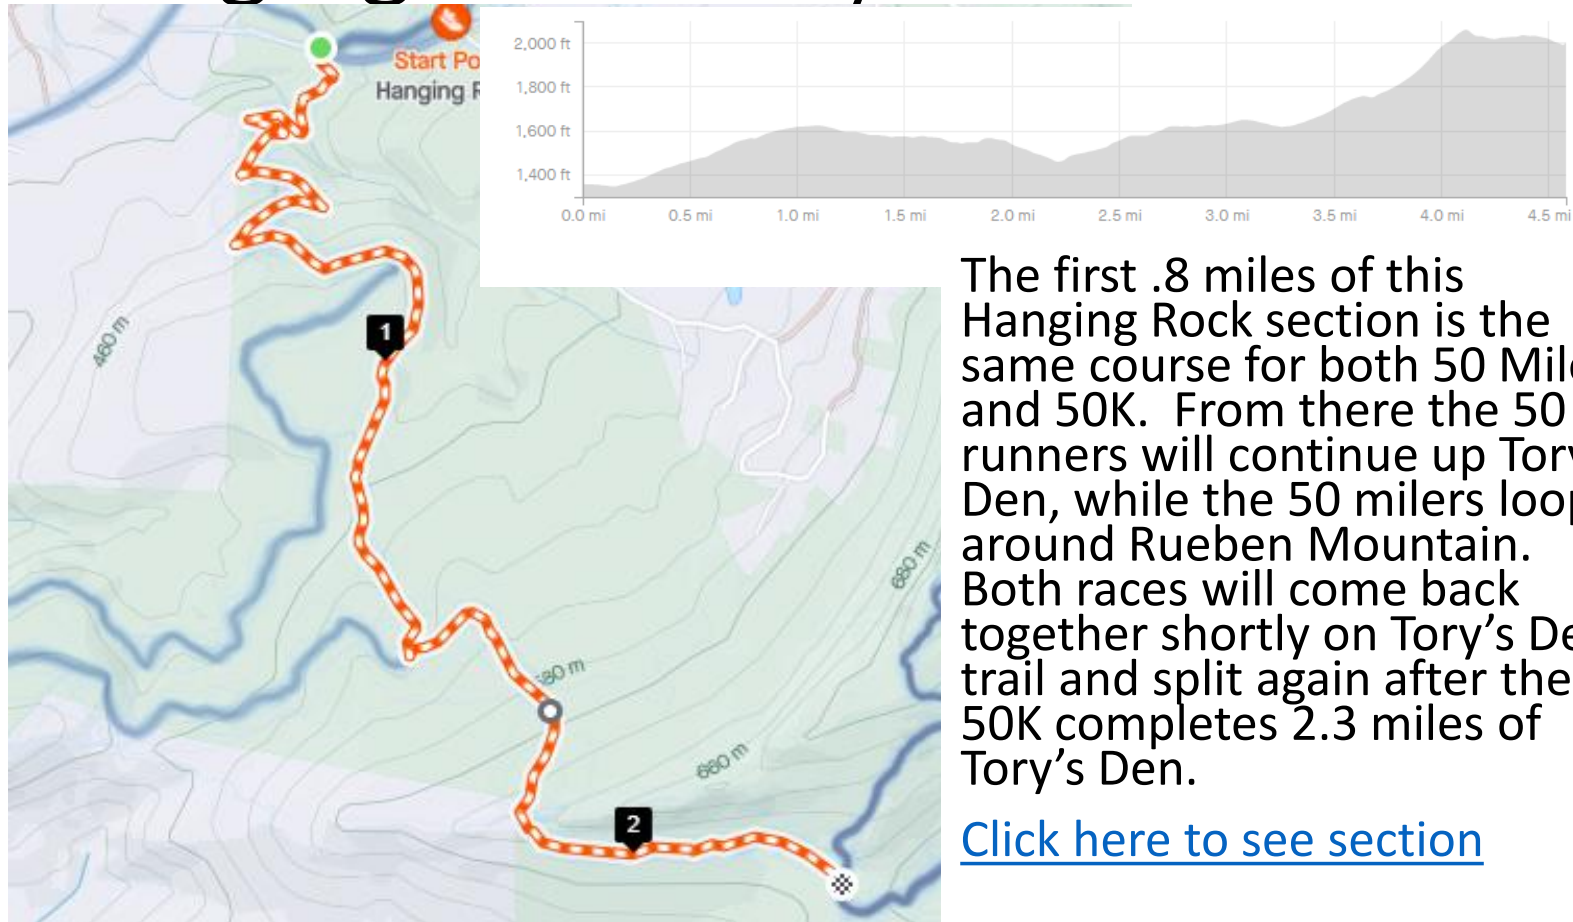 Start Po
Hanging R
2,000 ft
1,800 ft
1,600 ft
1,400 ft
0.0 mi 0.5 mi 1.0 mi 1.5 mi 2.0 mi 2.5 mi 3.0 mi 3.5 mi 4.0 mi 4.5 mi
460 m
1
680 m
80 m
660 m
2
The first .8 miles of this
Hanging Rock section is the
same course for both 50 Mil
and 50K. From there the 50
runners will continue up Tory
Den, while the 50 milers loop
around Rueben Mountain.
Both races will come back
together shortly on Tory’s De
trail and split again after the
50K completes 2.3 miles of
Tory’s Den.
Click here to see section